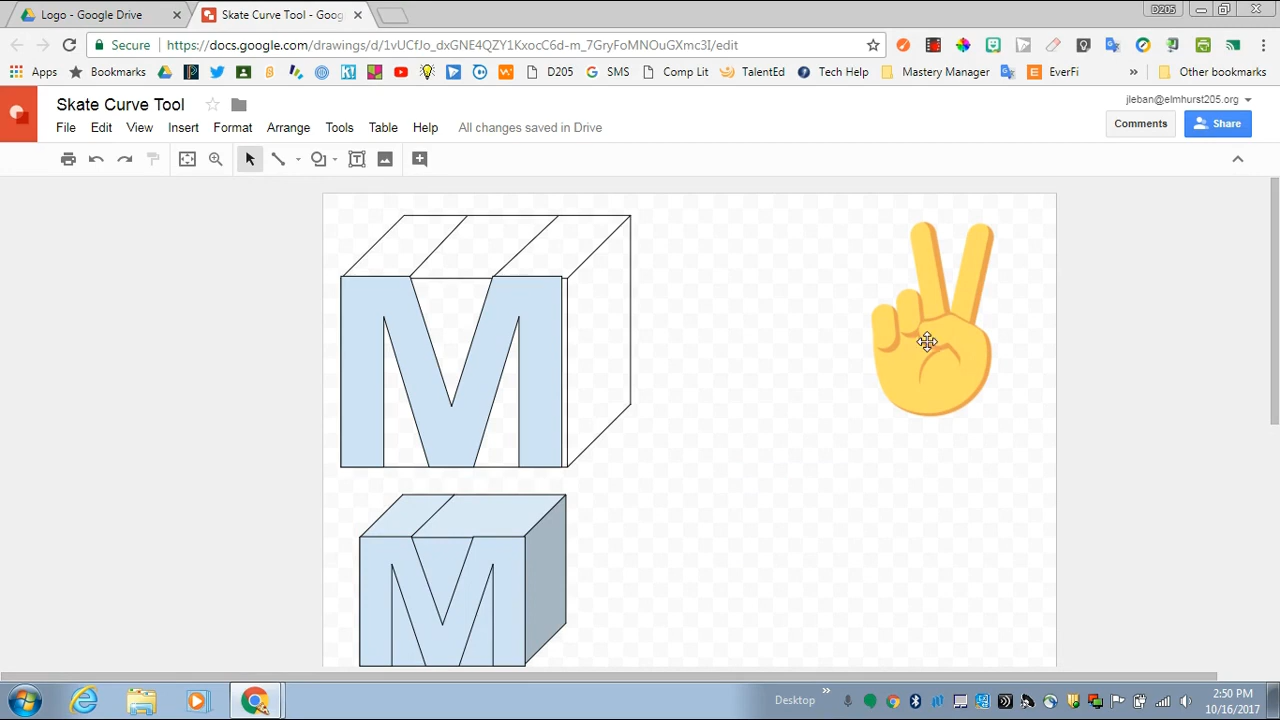 Logo - Google Drive
Skate Curve Tool - Goog
D205
Secure
https://docs.google.com/drawings/d/1vUCfJo_dxGNE4QZY1KxocC6d-m_7GryFoMNOuGXmc3I/edit
Apps
Bookmarks
D205
SMS
Comp Lit
TalentEd
Tech Help
Mastery Manager
EverFi
»
Other bookmarks
Skate Curve Tool
jleban@elmhurst205.org
File
Edit
View
Insert
Format
Arrange
Tools
Table
Help
All changes saved in Drive
Comments
Share
M
M
Desktop
»
2:50 PM
10/16/2017